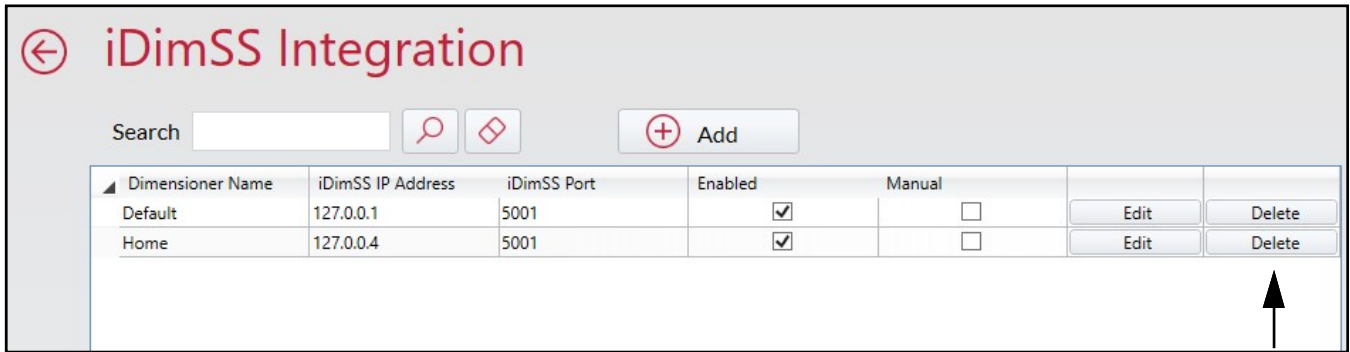 iDimSS Integration
Search Add
Dimensioner Name iDimSS IP Address iDimSS Port Enabled Manual
Default 127.0.0.1 5001 Edit Delete
Home 127.0.0.4 5001 Edit Delete